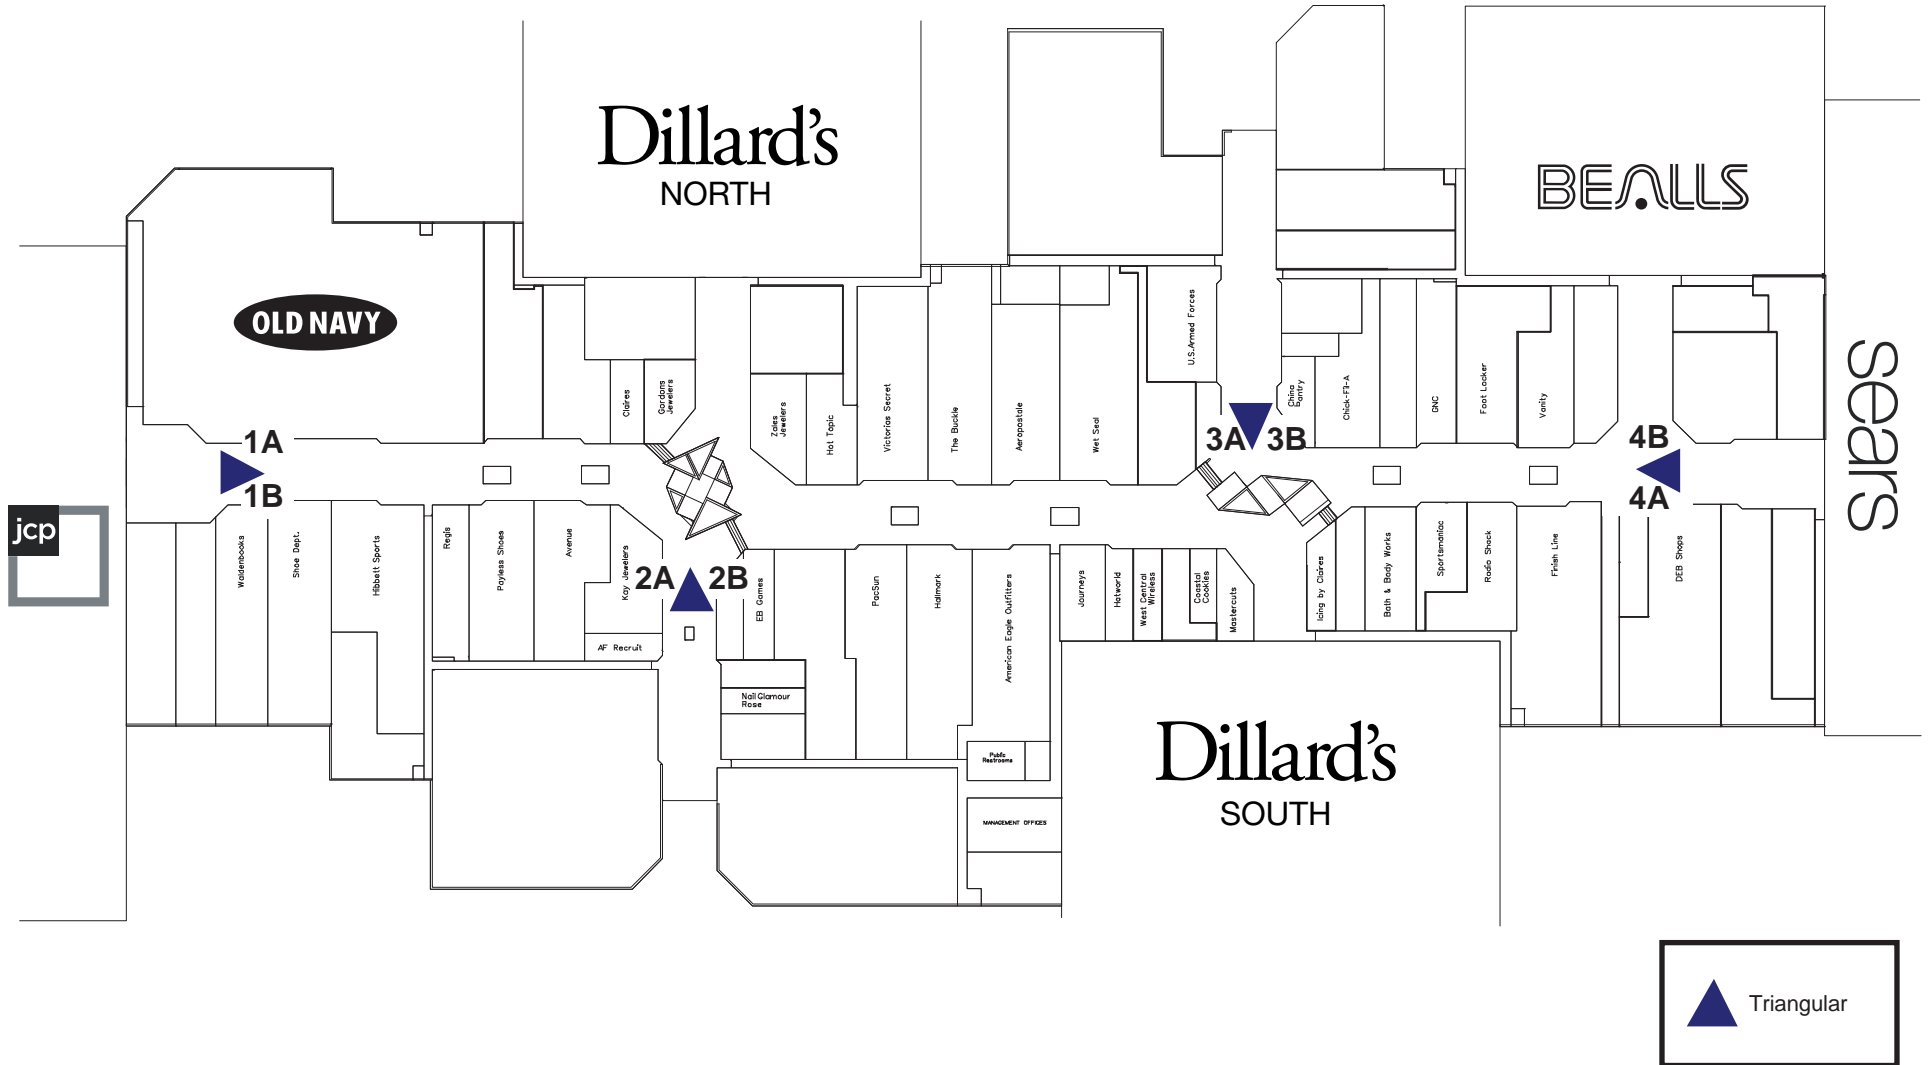 Dillard's
NORTH
BEALLS
OLD NAVY
sears
jcp
U.S.Armed Forces
Claires
Gordons
Jewelers
Zales
Jewelers
Hot Topic
Victorias Secret
The Buckle
Aeropostale
Wet Seal
China
Pantry
Chick-Fil-A
GNC
Foot Locker
Vanity
1A
1B
3A
3B
4B
4A
Waldenbooks
Shoe Dept.
Hibbett Sports
Regis
Payless Shoes
Avenue
Kay Jewelers
AF Recruit
2A
2B
EB Games
Nail Glamour
Rose
PacSun
Hallmark
American Eagle Outfitters
Public
Restrooms
MANAGEMENT OFFICES
Journeys
Hatworld
West Central
Wireless
Coastal
Cookies
Mastercuts
Icing by Claires
Bath & Body Works
Sportsmaniac
Radio Shack
Finish Line
DEB Shops
Dillard's
SOUTH
Triangular